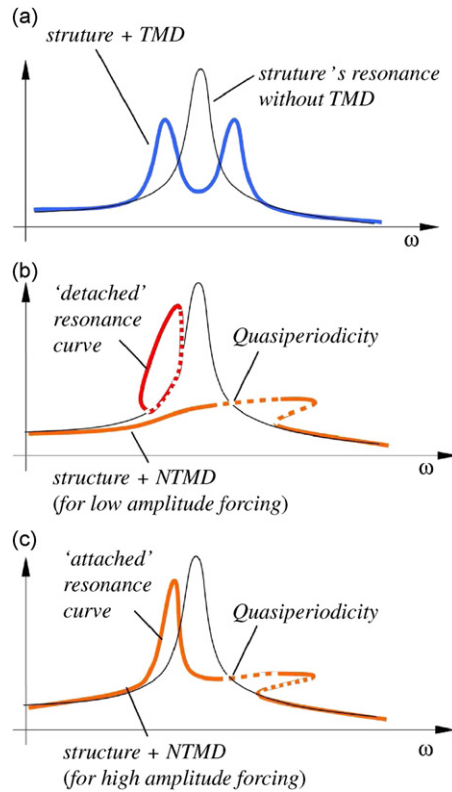 (a)
struture + TMD
struture's resonance
without TMD
ω
(b)
'detached'
resonance
curve
Quasiperiodicity
ω
structure + NTMD
(for low amplitude forcing)
(c)
'attached'
resonance
curve
Quasiperiodicity
ω
structure + NTMD
(for high amplitude forcing)